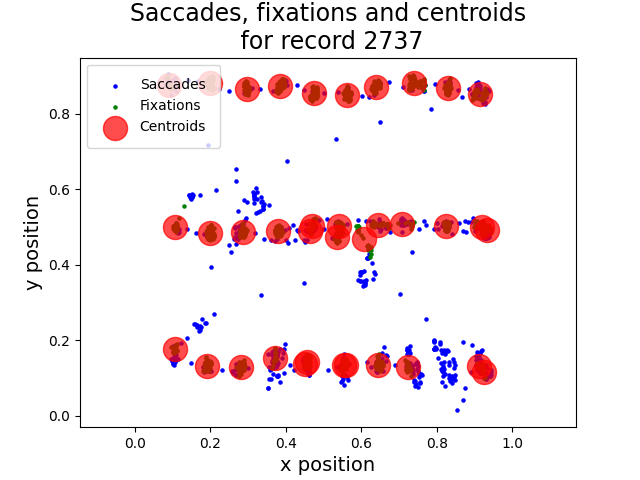 Saccades, fixations and centroids
for record 2737
Saccades
Fixations
Centroids
y position
0.8
0.6
0.4
0.2
0.0
0.0 0.2 0.4 0.6 0.8 1.0
x position